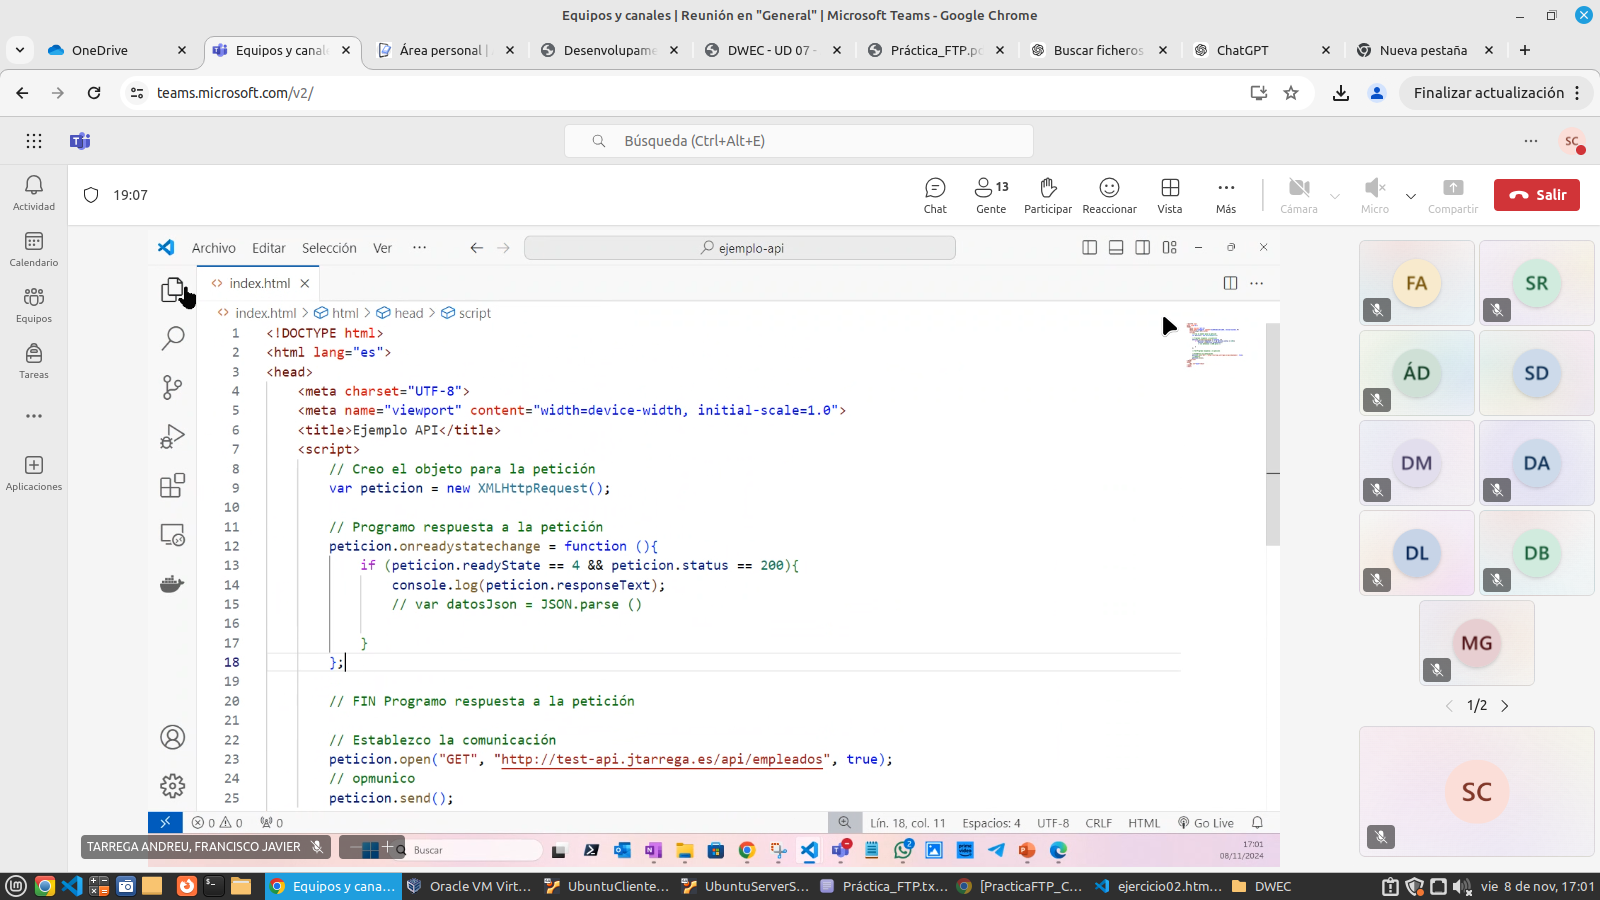 Equipos y canales | Reunión en "General" | Microsoft Teams - Google Chrome
OneDrive
Equipos y canale
Área personal |
Desenvolupame
DWEC - UD 07 -
Práctica_FTP.pd
Buscar ficheros
ChatGPT
Nueva pestaña
teams.microsoft.com/v2/
Finalizar actualización
Búsqueda (Ctrl+Alt+E)
SC
Actividad
Calendario
Equipos
Tareas
Aplicaciones
19:07
Chat
13
Gente
Participar
Reaccionar
Vista
Más
Cámara
Micro
Compartir
Salir
Archivo Editar Selección Ver
ejemplo-api
index.html
index.html > html > head > script
1 <!DOCTYPE html>
2 <html lang="es">
3 <head>
4 <meta charset="UTF-8">
5 <meta name="viewport" content="width=device-width, initial-scale=1.0">
6 <title>Ejemplo API</title>
7 <script>
8 // Creo el objeto para la petición
9 var peticion = new XMLHttpRequest();
10
11 // Programo respuesta a la petición
12 peticion.onreadystatechange = function (){
13 if (peticion.readyState == 4 && peticion.status == 200){
14 console.log(peticion.responseText);
15 // var datosJson = JSON.parse ()
16
17 }
18 };
19
20 // FIN Programo respuesta a la petición
21
22 // Establezco la comunicación
23 peticion.open("GET", "http://test-api.jtarrega.es/api/empleados", true);
24 // opmunico
25 peticion.send();
0 0 0
Lín. 18, col. 11 Espacios: 4 UTF-8 CRLF HTML Go Live
TARREGA ANDREU, FRANCISCO JAVIER
Buscar
2
17:01
08/11/2024
FA
SR
ÁD
SD
DM
DA
DL
DB
MG
1/2
SC
Equipos y cana...
Oracle VM Virt...
UbuntuCliente...
UbuntuServerS...
Práctica_FTP.tx...
[PracticaFTP_C...
ejercicio02.htm...
DWEC
vie 8 de nov, 17:01